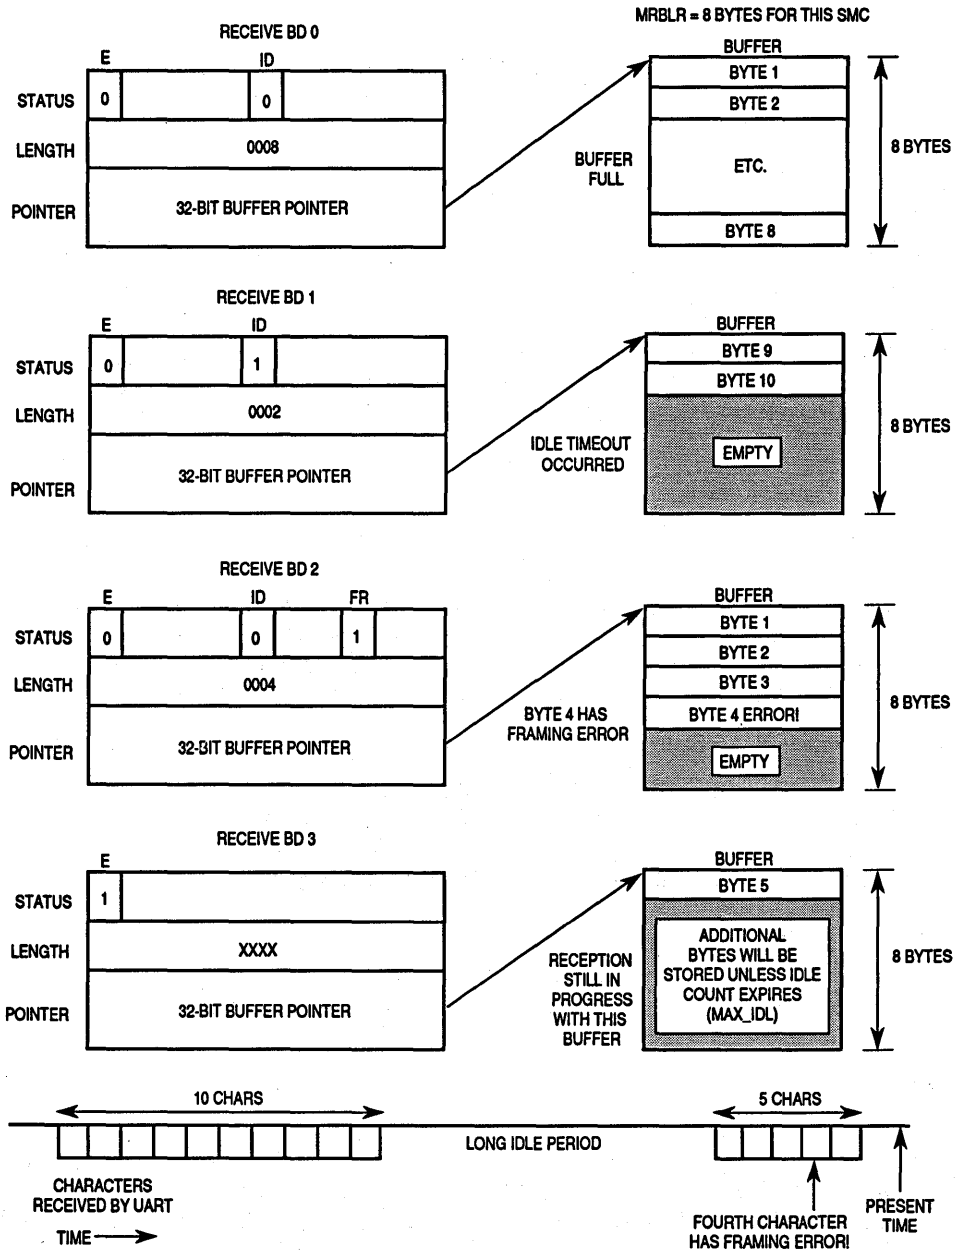 MRBLR = 8 BYTES FOR THIS SMC
RECEIVE BD 0
E
ID
STATUS
0
0
LENGTH
0008
POINTER
32-BIT BUFFER POINTER
BUFFER
FULL
BUFFER
BYTE 1
BYTE 2
ETC.
BYTE 8
8 BYTES
RECEIVE BD 1
E
ID
STATUS
0
1
LENGTH
0002
POINTER
32-BIT BUFFER POINTER
IDLE TIMEOUT
OCCURRED
BUFFER
BYTE 9
BYTE 10
EMPTY
8 BYTES
RECEIVE BD 2
E
ID
FR
STATUS
0
0
1
LENGTH
0004
POINTER
32-BIT BUFFER POINTER
BYTE 4 HAS
FRAMING ERROR
BUFFER
BYTE 1
BYTE 2
BYTE 3
BYTE 4 ERROR!
EMPTY
8 BYTES
RECEIVE BD 3
E
STATUS
1
LENGTH
XXXX
POINTER
32-BIT BUFFER POINTER
RECEPTION
STILL IN
PROGRESS
WITH THIS
BUFFER
BUFFER
BYTE 5
ADDITIONAL
BYTES WILL BE
STORED UNLESS IDLE
COUNT EXPIRES
(MAX_IDL)
8 BYTES
10 CHARS
5 CHARS
LONG IDLE PERIOD
CHARACTERS
RECEIVED BY UART
TIME
FOURTH CHARACTER
HAS FRAMING ERROR!
PRESENT
TIME